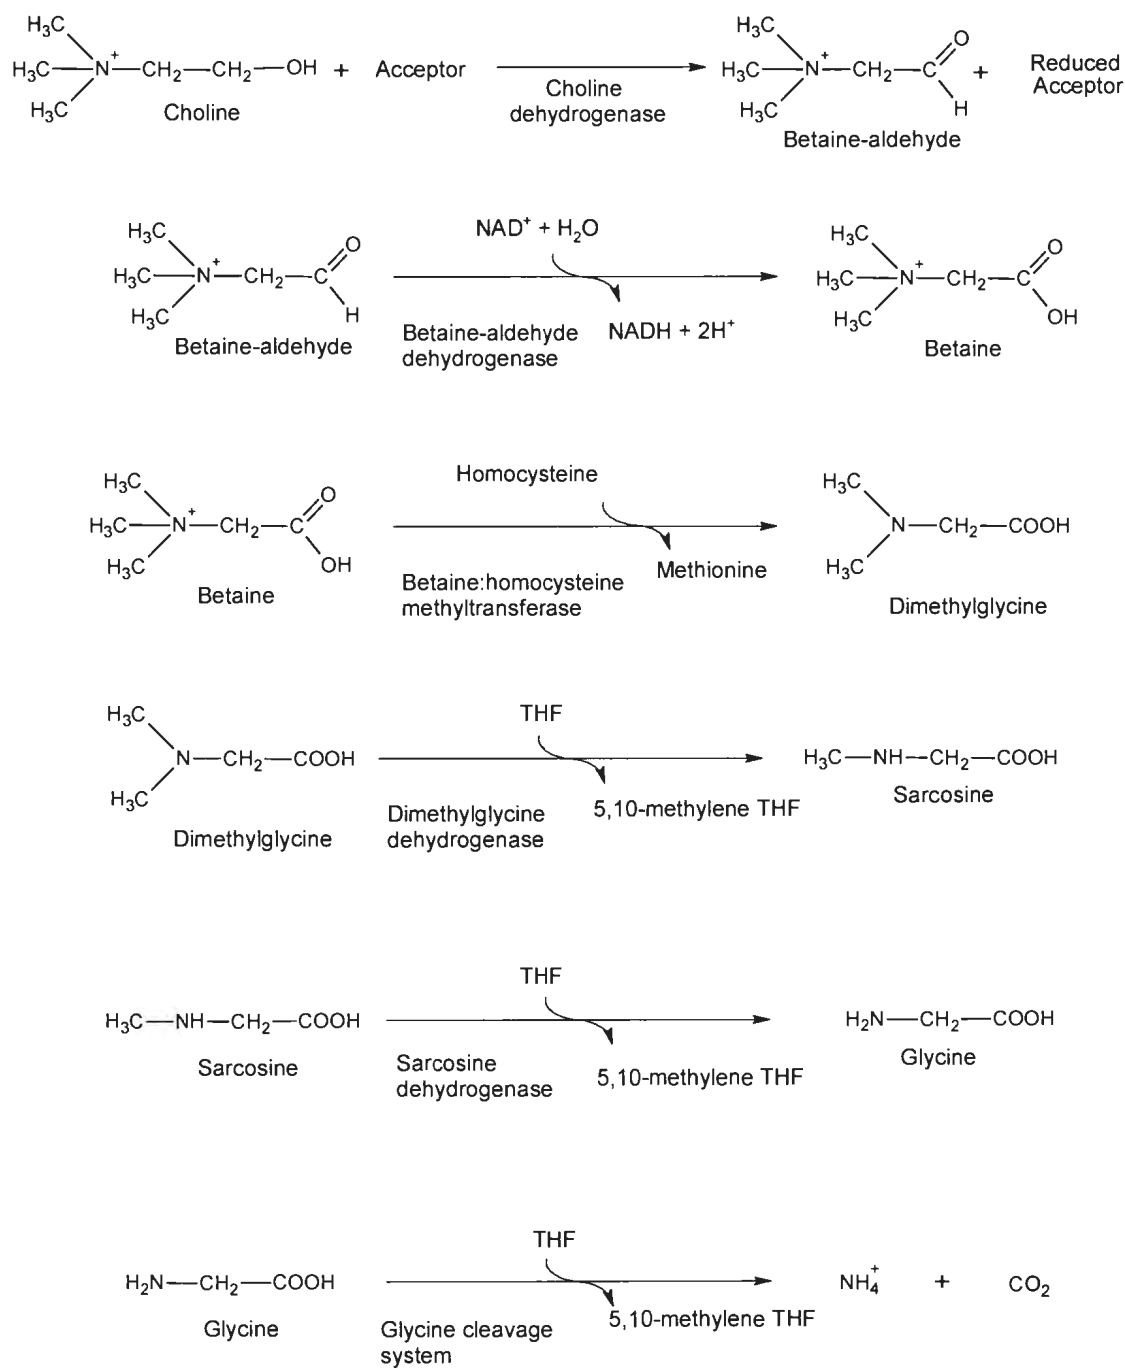 H₃C
H₃C—N⁺—CH₂—CH₂—OH + Acceptor
H₃C
Choline
Choline
dehydrogenase
H₃C
H₃C—N⁺—CH₂—C
O
H
H₃C
Betaine-aldehyde
+
Reduced
Acceptor
H₃C
H₃C—N⁺—CH₂—C
O
H
H₃C
Betaine-aldehyde
NAD⁺ + H₂O
NADH + 2H⁺
Betaine-aldehyde
dehydrogenase
H₃C
H₃C—N⁺—CH₂—C
O
OH
H₃C
Betaine
H₃C
H₃C—N⁺—CH₂—C
O
OH
H₃C
Betaine
Homocysteine
Methionine
Betaine:homocysteine
methyltransferase
H₃C
N—CH₂—COOH
H₃C
Dimethylglycine
H₃C
N—CH₂—COOH
H₃C
Dimethylglycine
THF
5,10-methylene THF
Dimethylglycine
dehydrogenase
H₃C—NH—CH₂—COOH
Sarcosine
H₃C—NH—CH₂—COOH
Sarcosine
THF
5,10-methylene THF
Sarcosine
dehydrogenase
H₂N—CH₂—COOH
Glycine
H₂N—CH₂—COOH
Glycine
THF
5,10-methylene THF
Glycine cleavage
system
NH₄⁺ + CO₂